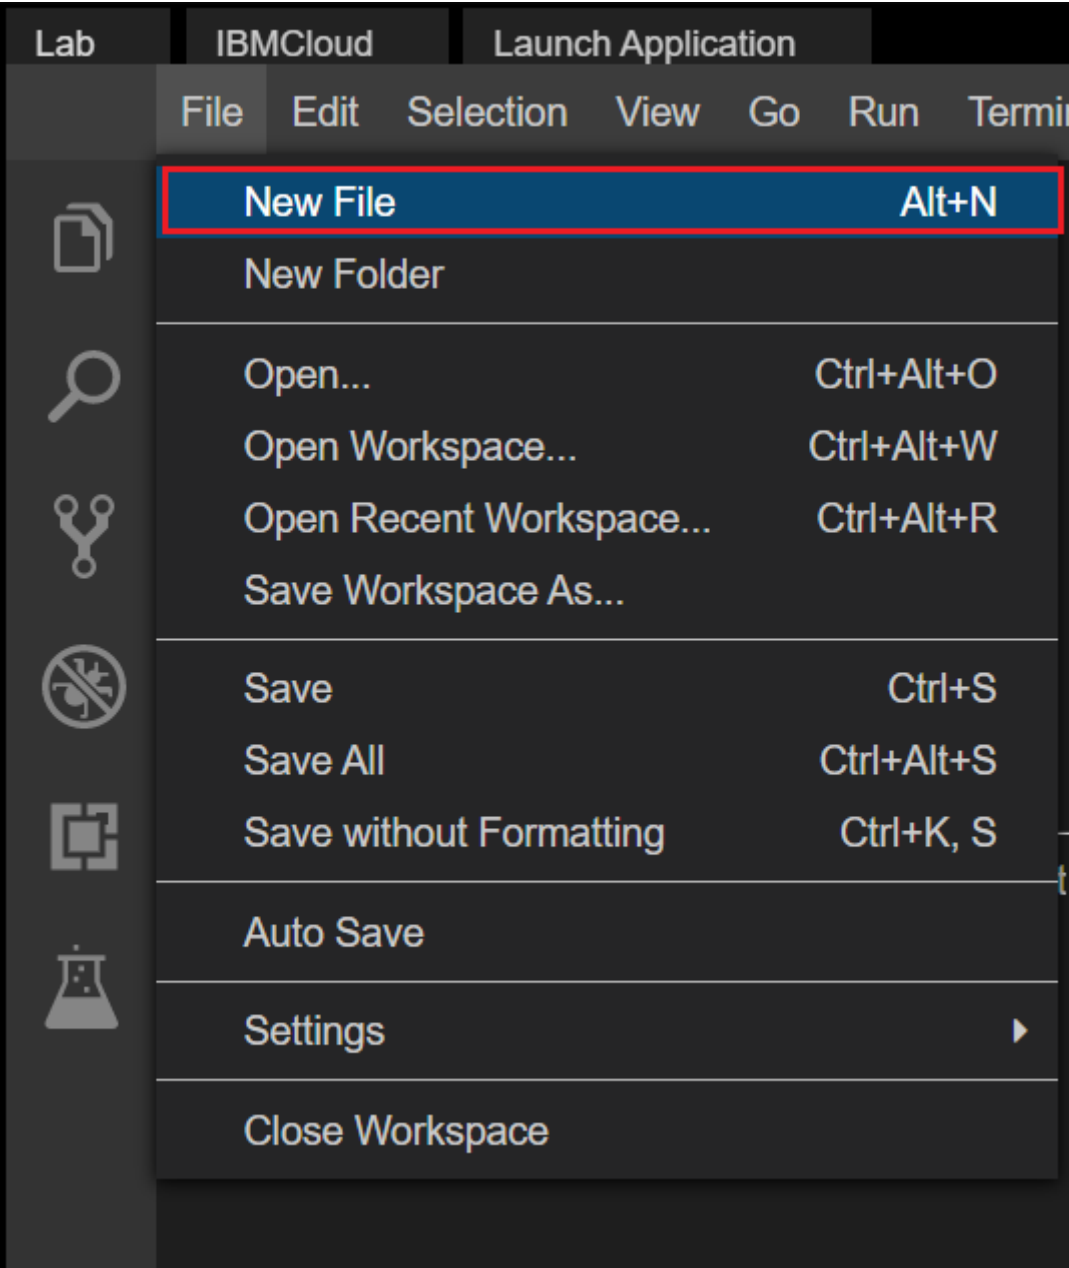 Lab IBMCloud Launch Application
File Edit Selection View Go Run
New File Alt+N
New Folder
Open... Ctrl+Alt+O
Open Workspace... Ctrl+Alt+W
Open Recent Workspace... Ctrl+Alt+R
Save Workspace As...
Save Ctrl+S
Save All Ctrl+Alt+S
Save without Formatting Ctrl+K, S
Auto Save
Settings
Close Workspace